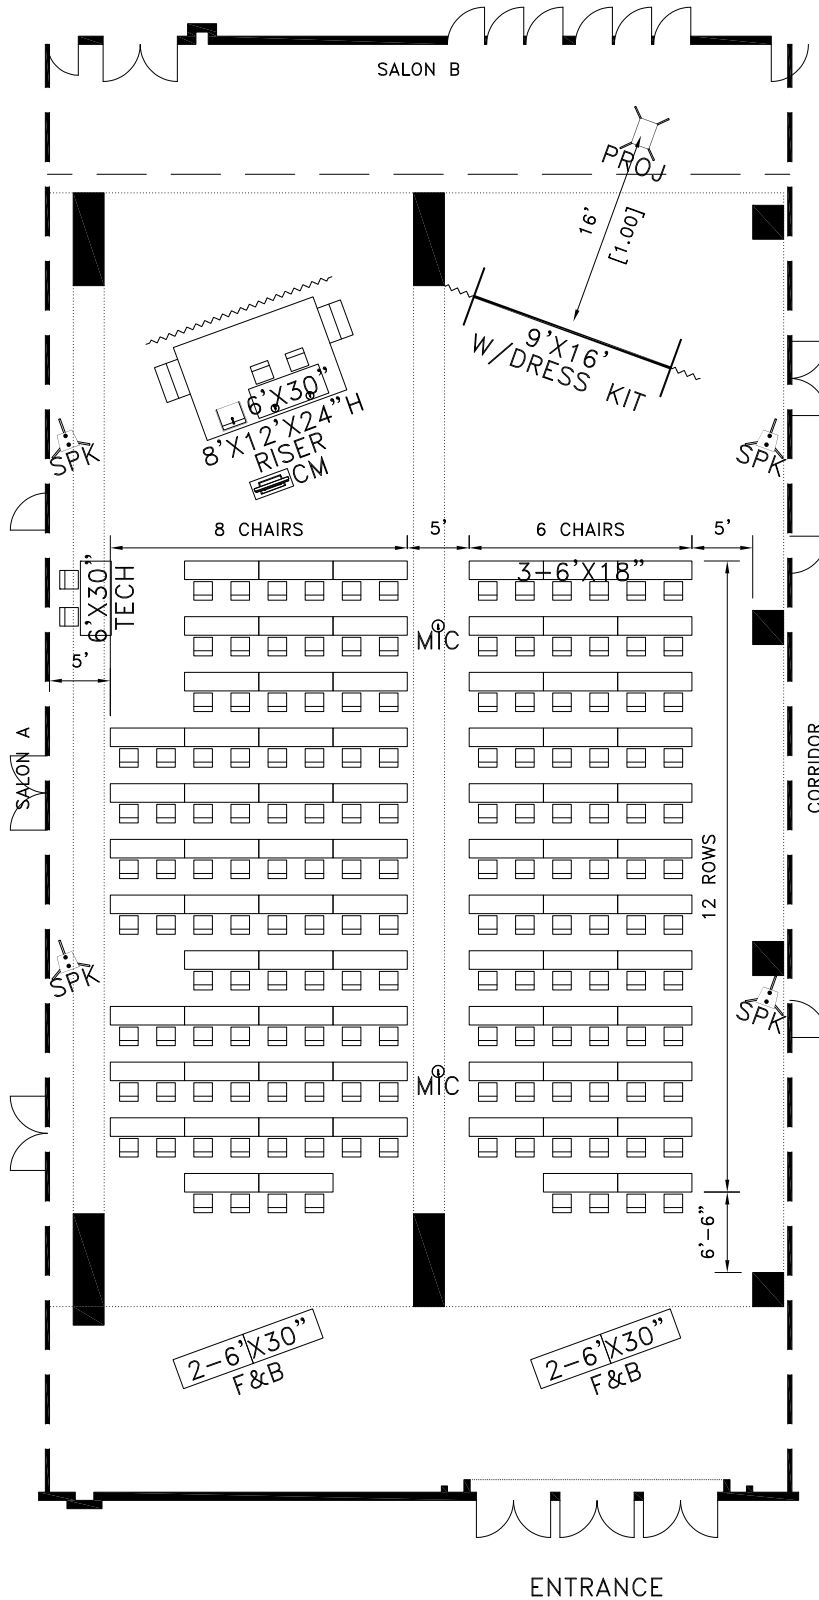 SALON B
PROJ
16'
[1.00]
9'X16'
W/DRESS KIT
6'X30"
8'X12'X24"H
RISER
CM
SPK
SPK
8 CHAIRS
5'
6 CHAIRS
5'
3-6'X18"
6'X30"
TECH
MIC
5'
SALON A
CORRIDOR
12 ROWS
SPK
SPK
MIC
6'-6"
2-6'X30"
F&B
2-6'X30"
F&B
ENTRANCE